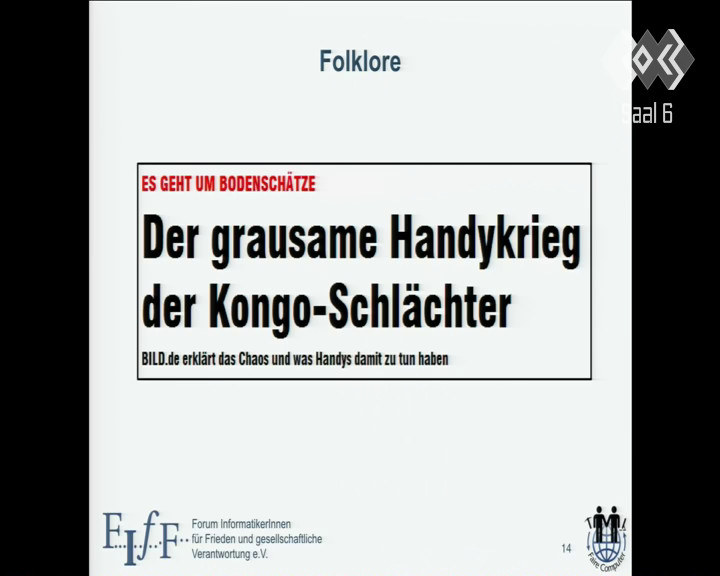 Folklore
Saal 6
ES GEHT UM BODENSCHÄTZE
Der grausame Handykrieg
der Kongo-Schlächter
BILD.de erklärt das Chaos und was Handys damit zu tun haben
F..I..f..F..
Forum InformatikerInnen
für Frieden und gesellschaftliche
Verantwortung e.V.
14
Faire Computer